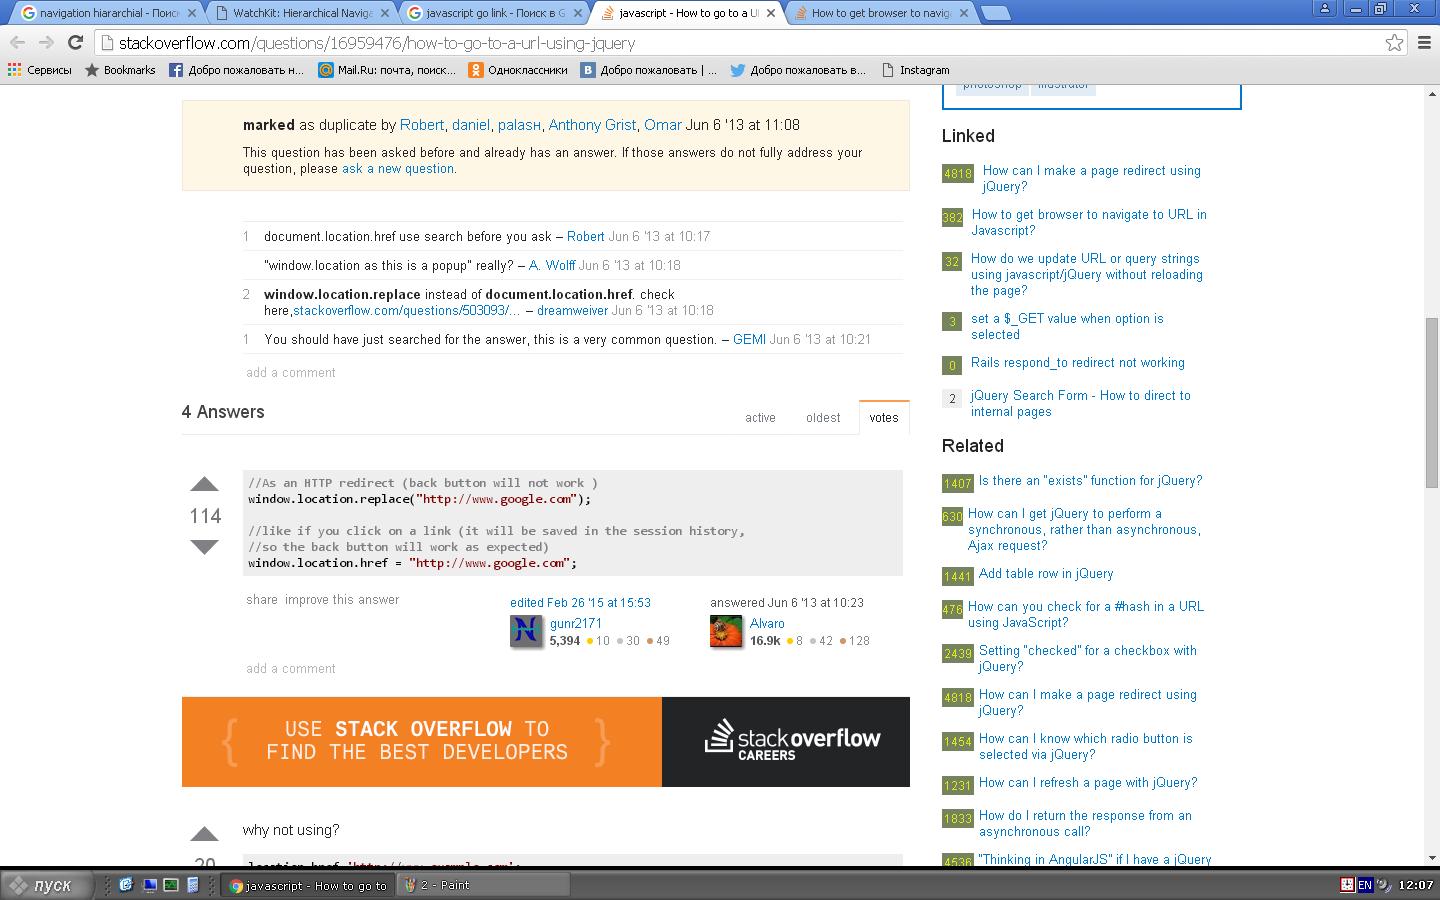 navigation hiararchial - Поиск
WatchKit: Hierarchical Naviga
javascript go link - Поиск в G
javascript - How to go to a U
How to get browser to naviga
stackoverflow.com/questions/16959476/how-to-go-to-a-url-using-jquery
Сервисы
Bookmarks
Добро пожаловать н...
Mail.Ru: почта, поиск...
Одноклассники
Добро пожаловать | ...
Добро пожаловать в...
Instagram
marked as duplicate by Robert, daniel, palaѕн, Anthony Grist, Omar Jun 6 '13 at 11:08
This question has been asked before and already has an answer. If those answers do not fully address your
question, please ask a new question.
1 document.location.href use search before you ask – Robert Jun 6 '13 at 10:17
"window.location as this is a popup" really? – A. Wolff Jun 6 '13 at 10:18
2 window.location.replace instead of document.location.href. check
here,stackoverflow.com/questions/503093/… – dreamweiver Jun 6 '13 at 10:18
1 You should have just searched for the answer, this is a very common question. – GEMI Jun 6 '13 at 10:21
add a comment
4 Answers
active oldest votes
114
//As an HTTP redirect (back button will not work )
window.location.replace("http://www.google.com");
//like if you click on a link (it will be saved in the session history,
//so the back button will work as expected)
window.location.href = "http://www.google.com";
share improve this answer
edited Feb 26 '15 at 15:53
gunr2171
5,394 10 30 49
answered Jun 6 '13 at 10:23
Alvaro
16.9k 8 42 128
add a comment
{ USE STACK OVERFLOW TO
FIND THE BEST DEVELOPERS }
stackoverflow
CAREERS
why not using?
20
location.href='http://www.example.com';
photoshop illustrator
Linked
4818 How can I make a page redirect using
jQuery?
382 How to get browser to navigate to URL in
Javascript?
32 How do we update URL or query strings
using javascript/jQuery without reloading
the page?
3 set a $_GET value when option is
selected
0 Rails respond_to redirect not working
2 jQuery Search Form - How to direct to
internal pages
Related
1407 Is there an "exists" function for jQuery?
630 How can I get jQuery to perform a
synchronous, rather than asynchronous,
Ajax request?
1441 Add table row in jQuery
476 How can you check for a #hash in a URL
using JavaScript?
2439 Setting "checked" for a checkbox with
jQuery?
4818 How can I make a page redirect using
jQuery?
1454 How can I know which radio button is
selected via jQuery?
1231 How can I refresh a page with jQuery?
1833 How do I return the response from an
asynchronous call?
4536 "Thinking in AngularJS" if I have a jQuery
пуск
javascript - How to go to
2 - Paint
EN
12:07